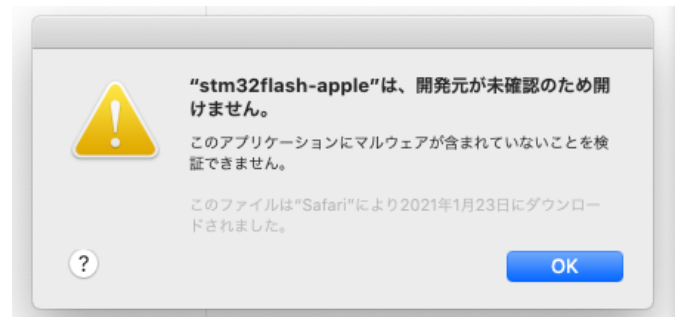 “stm32flash-apple”は、開発元が未確認のため開
けません。
このアプリケーションにマルウェアが含まれていないことを検
証できません。
このファイルは“Safari”により2021年1月23日にダウンロー
ドされました。
?
OK